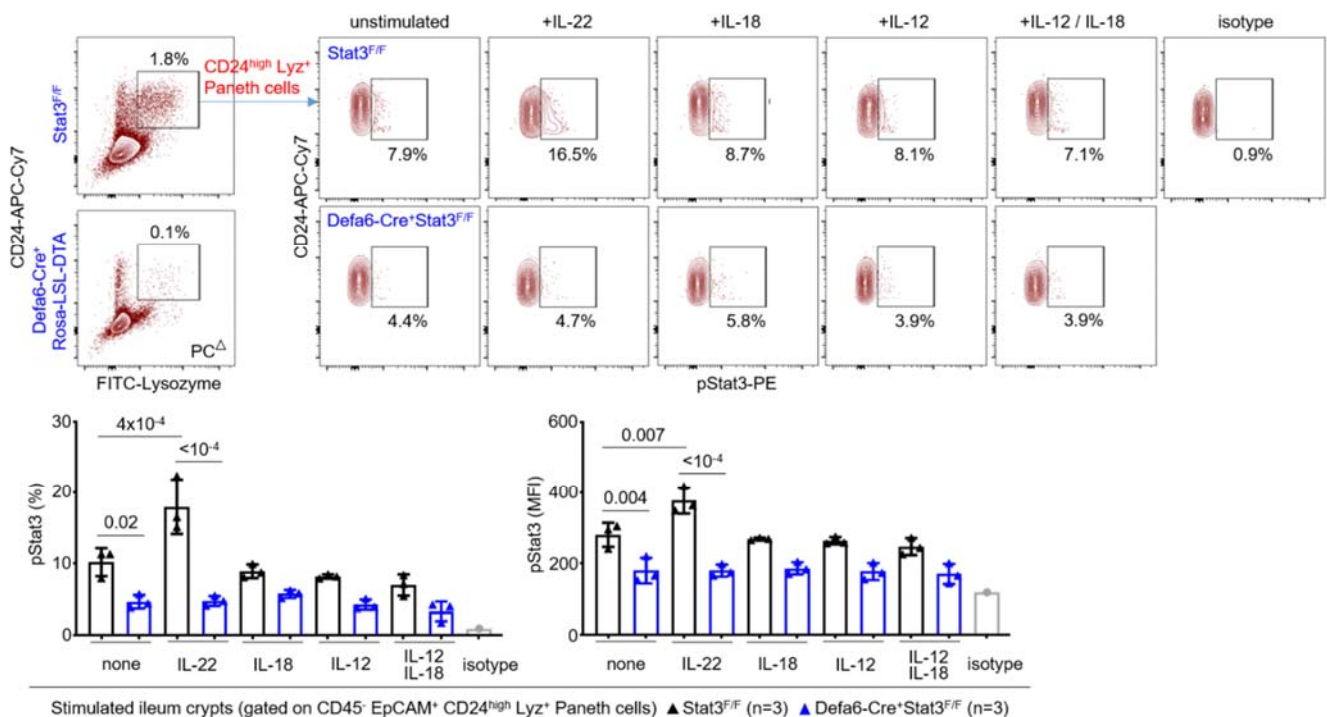 unstimulated +IL-22 +IL-18 +IL-12 +IL-12 / IL-18 isotype
1.8%
CD24high Lyz+
Paneth cells
Stat3F/F
Stat3F/F
7.9% 16.5% 8.7% 8.1% 7.1% 0.9%
CD24-APC-Cy7
CD24-APC-Cy7
0.1%
Defa6-Cre+
Rosa-LSL-DTA
PCΔ
Defa6-Cre+Stat3F/F
4.4% 4.7% 5.8% 3.9% 3.9%
FITC-Lysozyme
pStat3-PE
pStat3 (%)
30
20
10
0
4x10-4
<10-4
0.02
none IL-22 IL-18 IL-12 IL-12 isotype
IL-18
pStat3 (MFI)
600
400
200
0
0.007
<10-4
0.004
none IL-22 IL-18 IL-12 IL-12 isotype
IL-18
Stimulated ileum crypts (gated on CD45- EpCAM+ CD24high Lyz+ Paneth cells) ▲ Stat3F/F (n=3) ▲ Defa6-Cre+Stat3F/F (n=3)